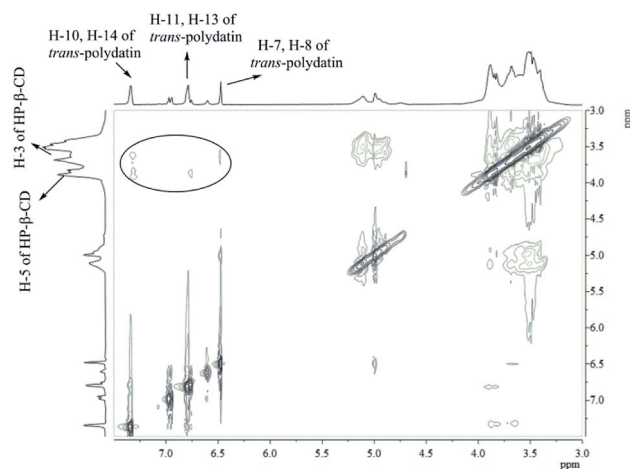 H-11, H-13 of
trans-polydatin
H-10, H-14 of
trans-polydatin
H-7, H-8 of
trans-polydatin
ppm
H-3 of HP-β-CD
H-5 of HP-β-CD
3.0
3.5
4.0
4.5
5.0
5.5
6.0
6.5
7.0
7.0 6.5 6.0 5.5 5.0 4.5 4.0 3.5 3.0
ppm